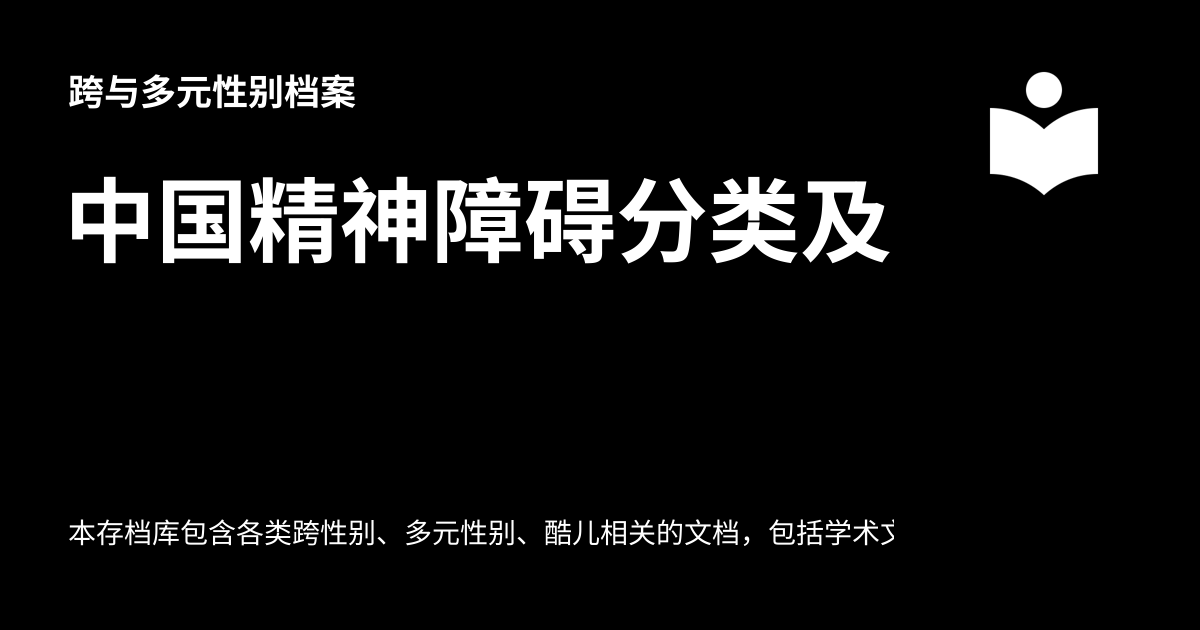 跨与多元性别档案
中国精神障碍分类及
本存档库包含各类跨性别、多元性别、酷儿相关的文档，包括学术